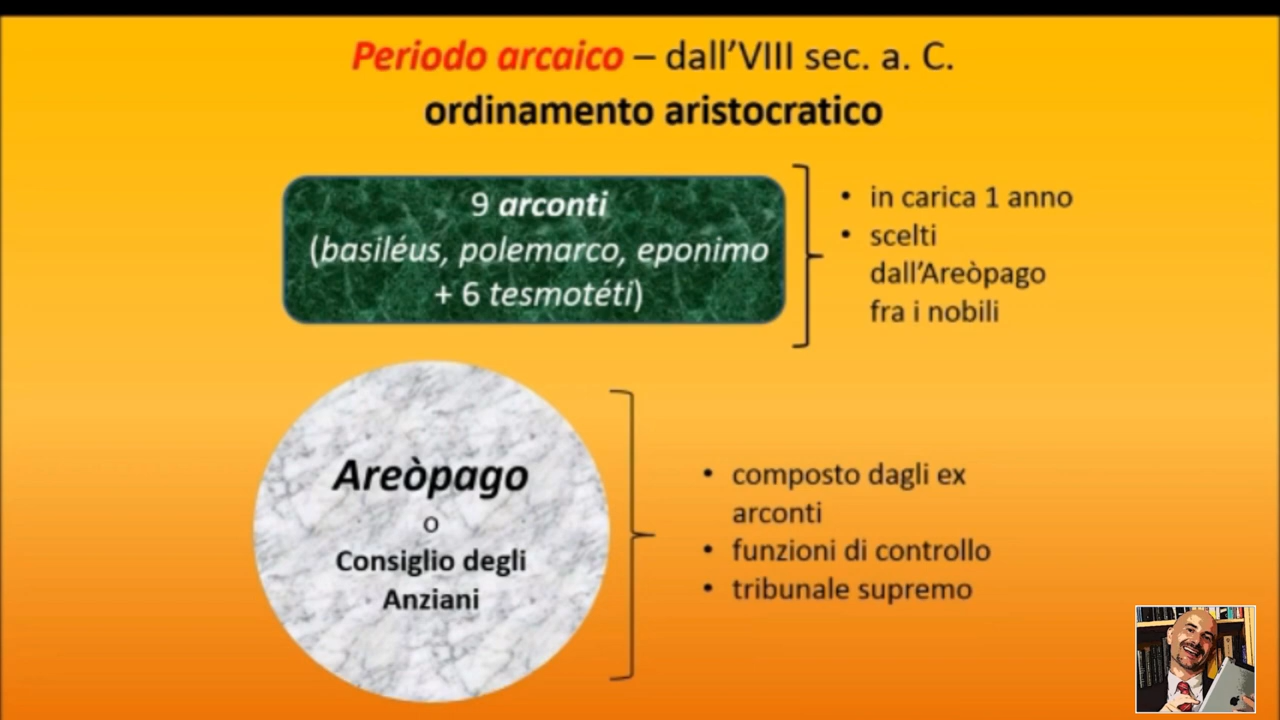 Periodo arcaico – dall'VIII sec. a. C.
ordinamento aristocratico
9 arconti
(basiléus, polemarco, eponimo
+ 6 tesmotéti)
• in carica 1 anno
• scelti
dall'Areòpago
fra i nobili
Areòpago
o
Consiglio degli
Anziani
• composto dagli ex
arconti
• funzioni di controllo
• tribunale supremo